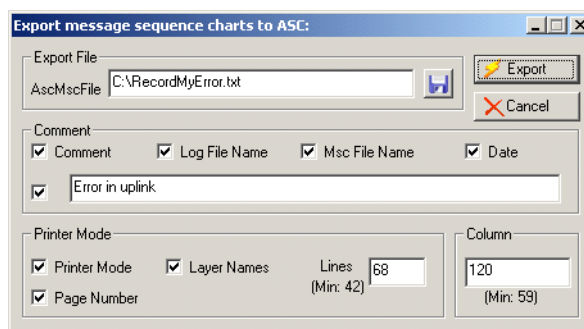 Export message sequence charts to ASC:
Export File
AscMscFile C:\RecordMyError.txt
Export
Cancel
Comment
Comment Log File Name Msc File Name Date
Error in uplink
Printer Mode
Printer Mode Layer Names Lines 68
(Min: 42)
Page Number
Column
120
(Min: 59)